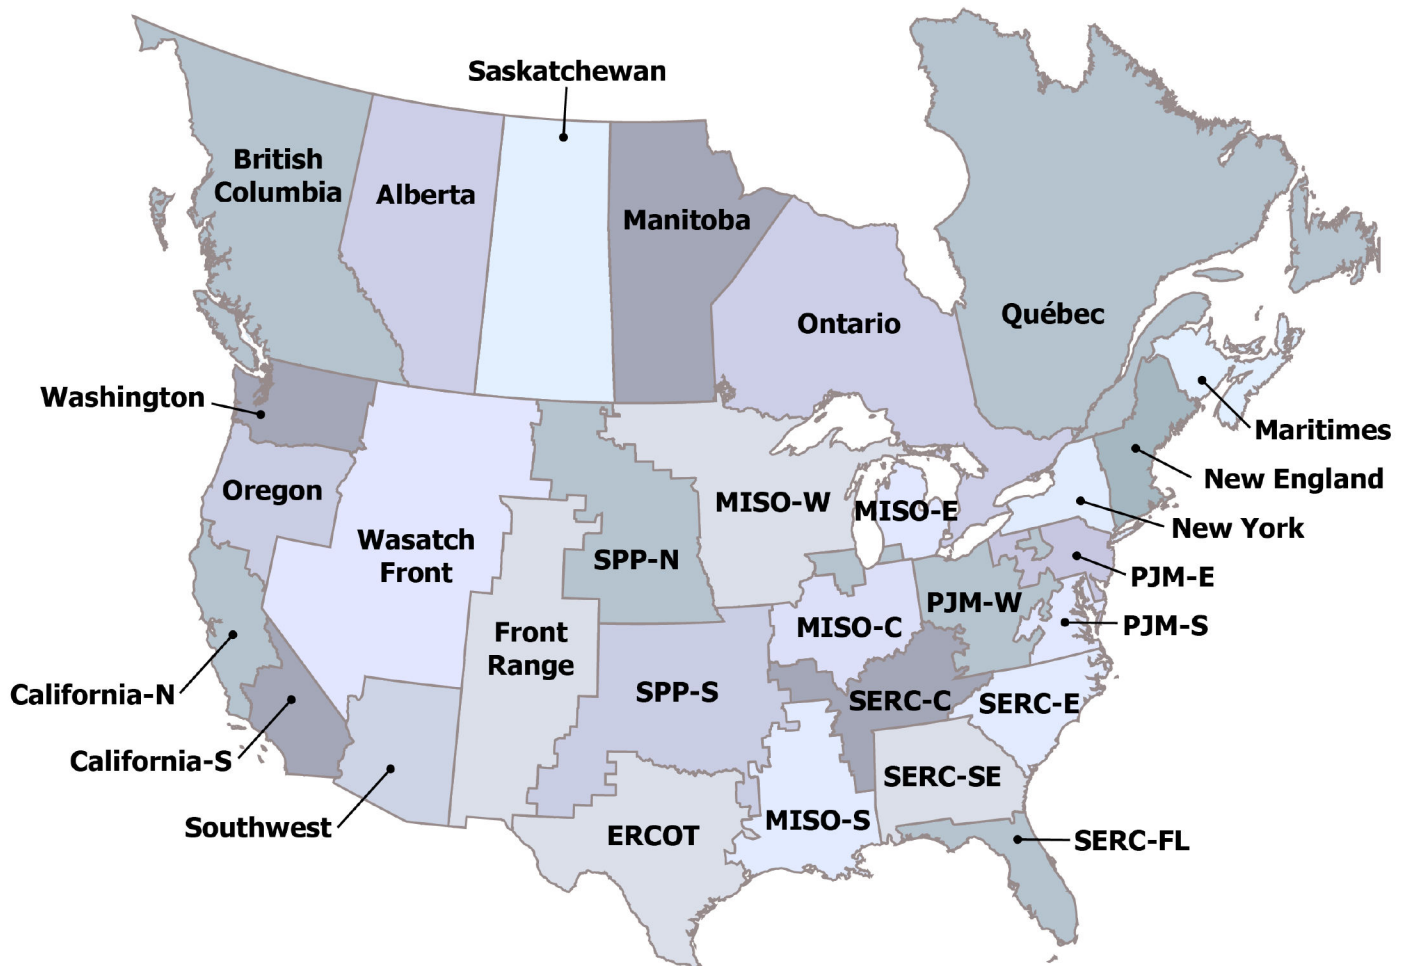 Saskatchewan
British
Columbia
Alberta
Manitoba
Ontario
Québec
Washington
Maritimes
Oregon
New England
MISO-W
MISO-E
New York
Wasatch
Front
SPP-N
PJM-E
PJM-W
PJM-S
Front
Range
MISO-C
California-N
SPP-S
SERC-C
SERC-E
California-S
SERC-SE
Southwest
ERCOT
MISO-S
SERC-FL